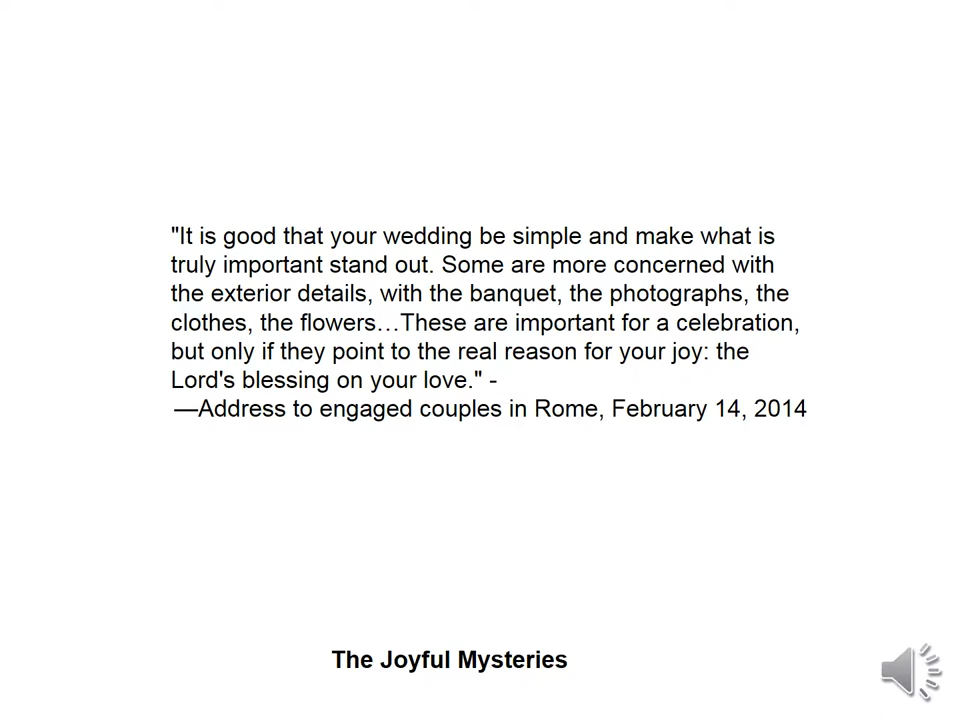 "It is good that your wedding be simple and make what is
truly important stand out. Some are more concerned with
the exterior details, with the banquet, the photographs, the
clothes, the flowers…These are important for a celebration,
but only if they point to the real reason for your joy: the
Lord's blessing on your love." -
—Address to engaged couples in Rome, February 14, 2014
The Joyful Mysteries